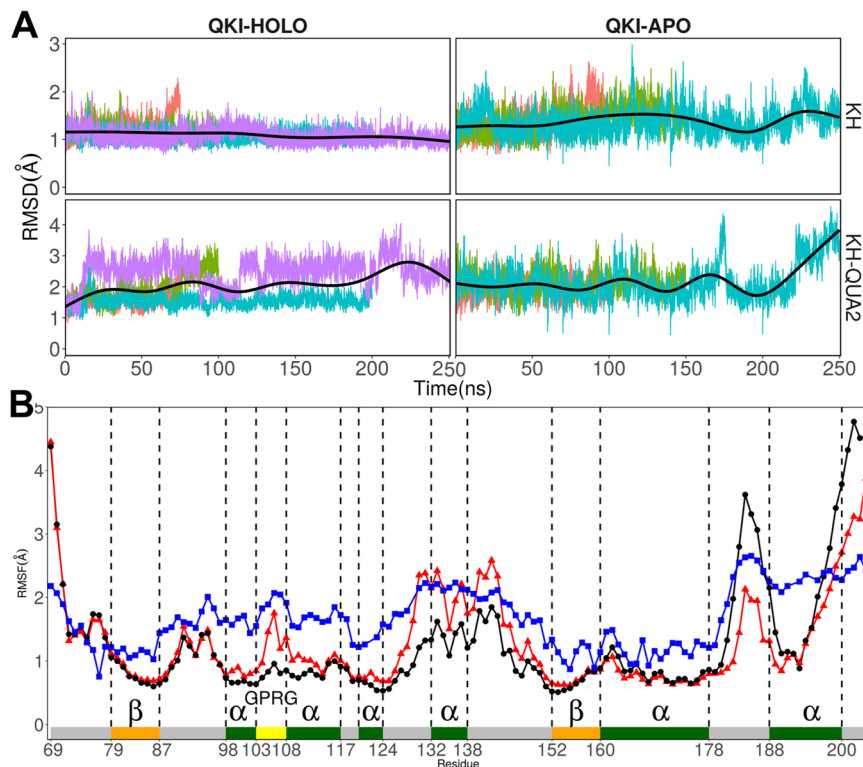 A
QKI-HOLO QKI-APO
3
2
1
0
KH
RMSD(Å)
4
3
2
1
0
KH-QUA2
0 50 100 150 200 250 50 100 150 200 250
Time(ns)
B
5
4
3
2
1
0
RMSF(Å)
GPRG
β α α α α β α α
69 79 87 98 103 108 117 124 132 138 152 160 178 188 200
Residue